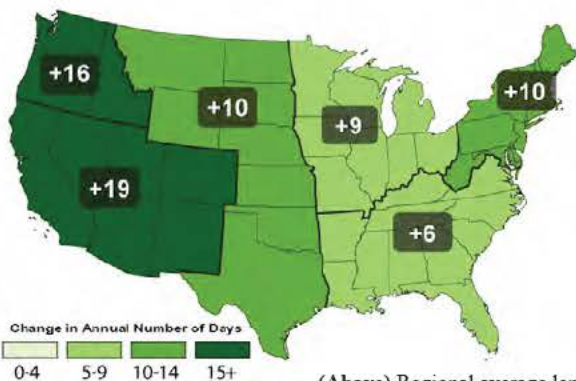 +16
+10
+10
+9
+19
+6
Change in Annual Number of Days
0-4 5-9 10-14 15+
(Above) Regional average